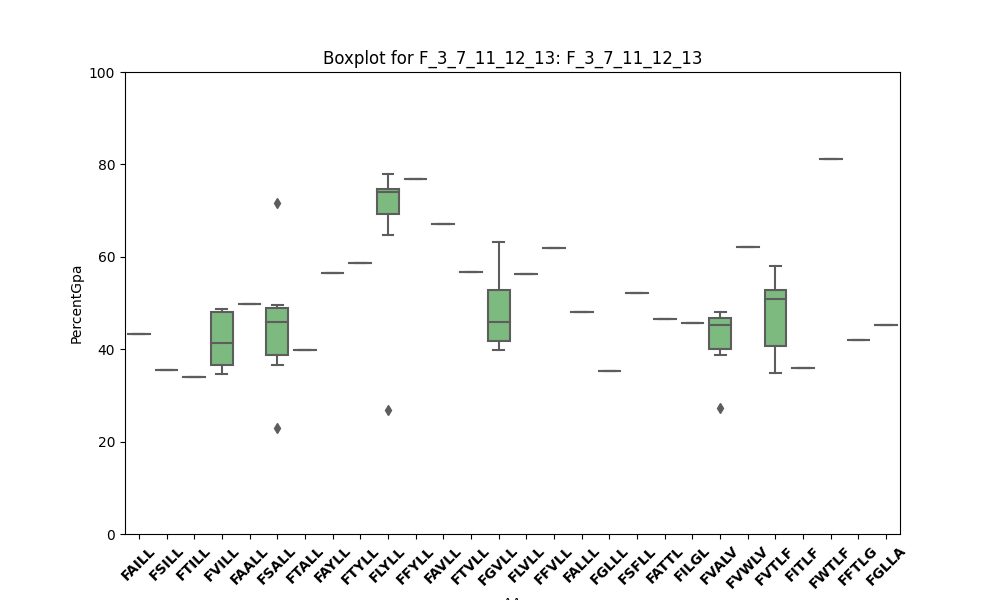 Boxplot for F_3_7_11_12_13: F_3_7_11_12_13
PercentGpa
100
80
60
40
20
0
FAILL
FSILL
FTILL
FVILL
FAALL
FSALL
FTALL
FAYLL
FTYLL
FLYLL
FFYLL
FAVLL
FTVLL
FGVLL
FLVLL
FFVLL
FALLL
FGLLL
FSFLL
FATTL
FILGL
FVALV
FVWLV
FVTLF
FITLF
FWTLF
FFTLG
FGLLA